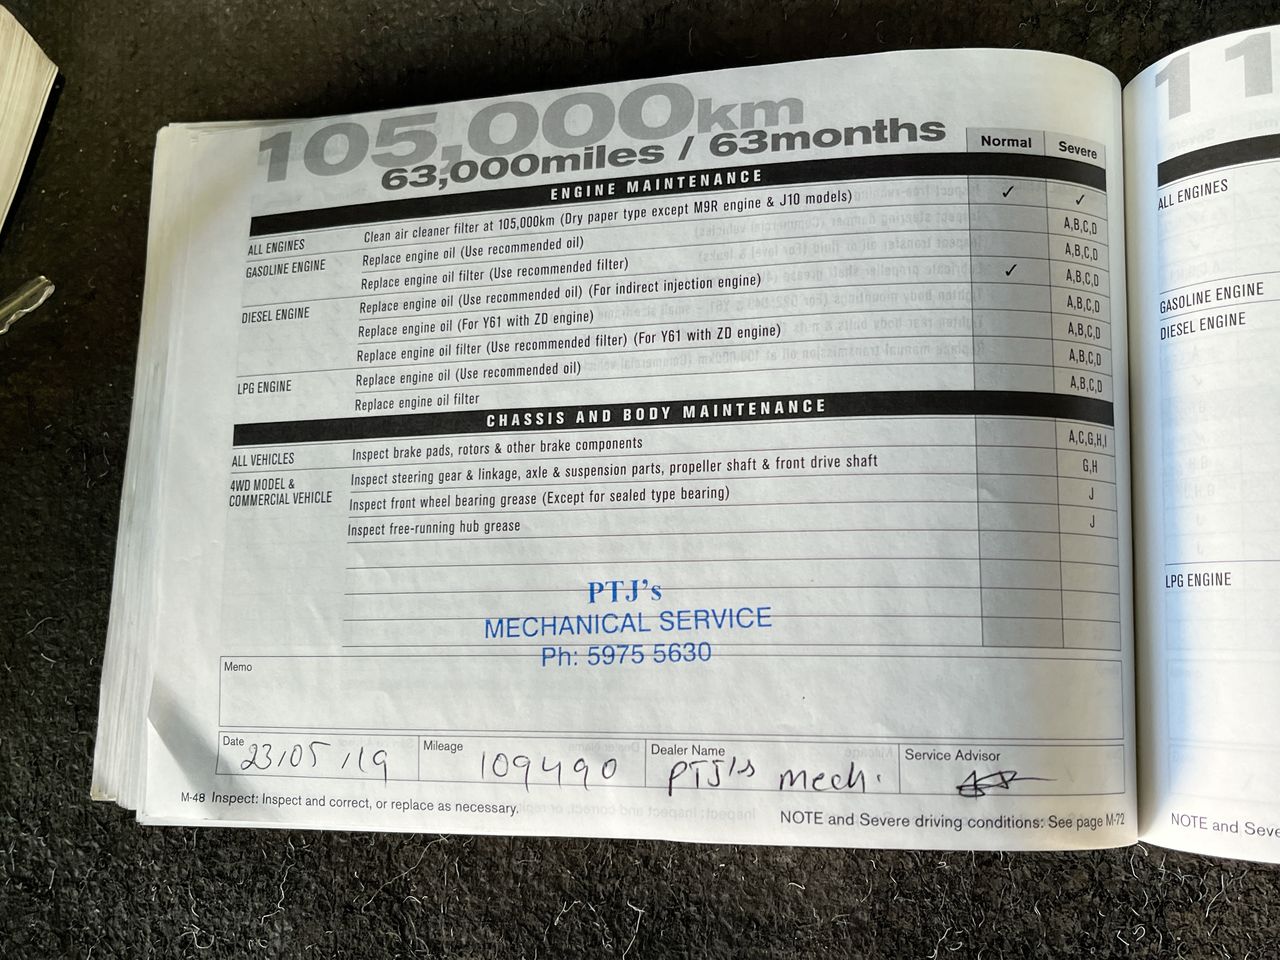 105,000km
63,000miles / 63months
Normal Severe
ENGINE MAINTENANCE
ALL ENGINES Clean air cleaner filter at 105,000km (Dry paper type except M9R engine & J10 models) ✓ ✓
GASOLINE ENGINE Replace engine oil (Use recommended oil) A,B,C,D
Replace engine oil filter (Use recommended filter) A,B,C,D
DIESEL ENGINE Replace engine oil (Use recommended oil) (For indirect injection engine) ✓ A,B,C,D
Replace engine oil (For Y61 with ZD engine) A,B,C,D
Replace engine oil filter (Use recommended filter) (For Y61 with ZD engine) A,B,C,D
LPG ENGINE Replace engine oil (Use recommended oil) A,B,C,D
Replace engine oil filter A,B,C,D
CHASSIS AND BODY MAINTENANCE
ALL VEHICLES Inspect brake pads, rotors & other brake components A,C,G,H,I
4WD MODEL & COMMERCIAL VEHICLE Inspect steering gear & linkage, axle & suspension parts, propeller shaft & front drive shaft G,H
Inspect front wheel bearing grease (Except for sealed type bearing) J
Inspect free-running hub grease J
PTJ's
MECHANICAL SERVICE
Ph: 5975 5630
Memo
Date 23/05/19 Mileage 109490 Dealer Name PTJ's mech. Service Advisor
M-48 Inspect: Inspect and correct, or replace as necessary.
NOTE and Severe driving conditions: See page M-72
11
ALL ENGINES
GASOLINE ENGINE
DIESEL ENGINE
LPG ENGINE
NOTE and Seve